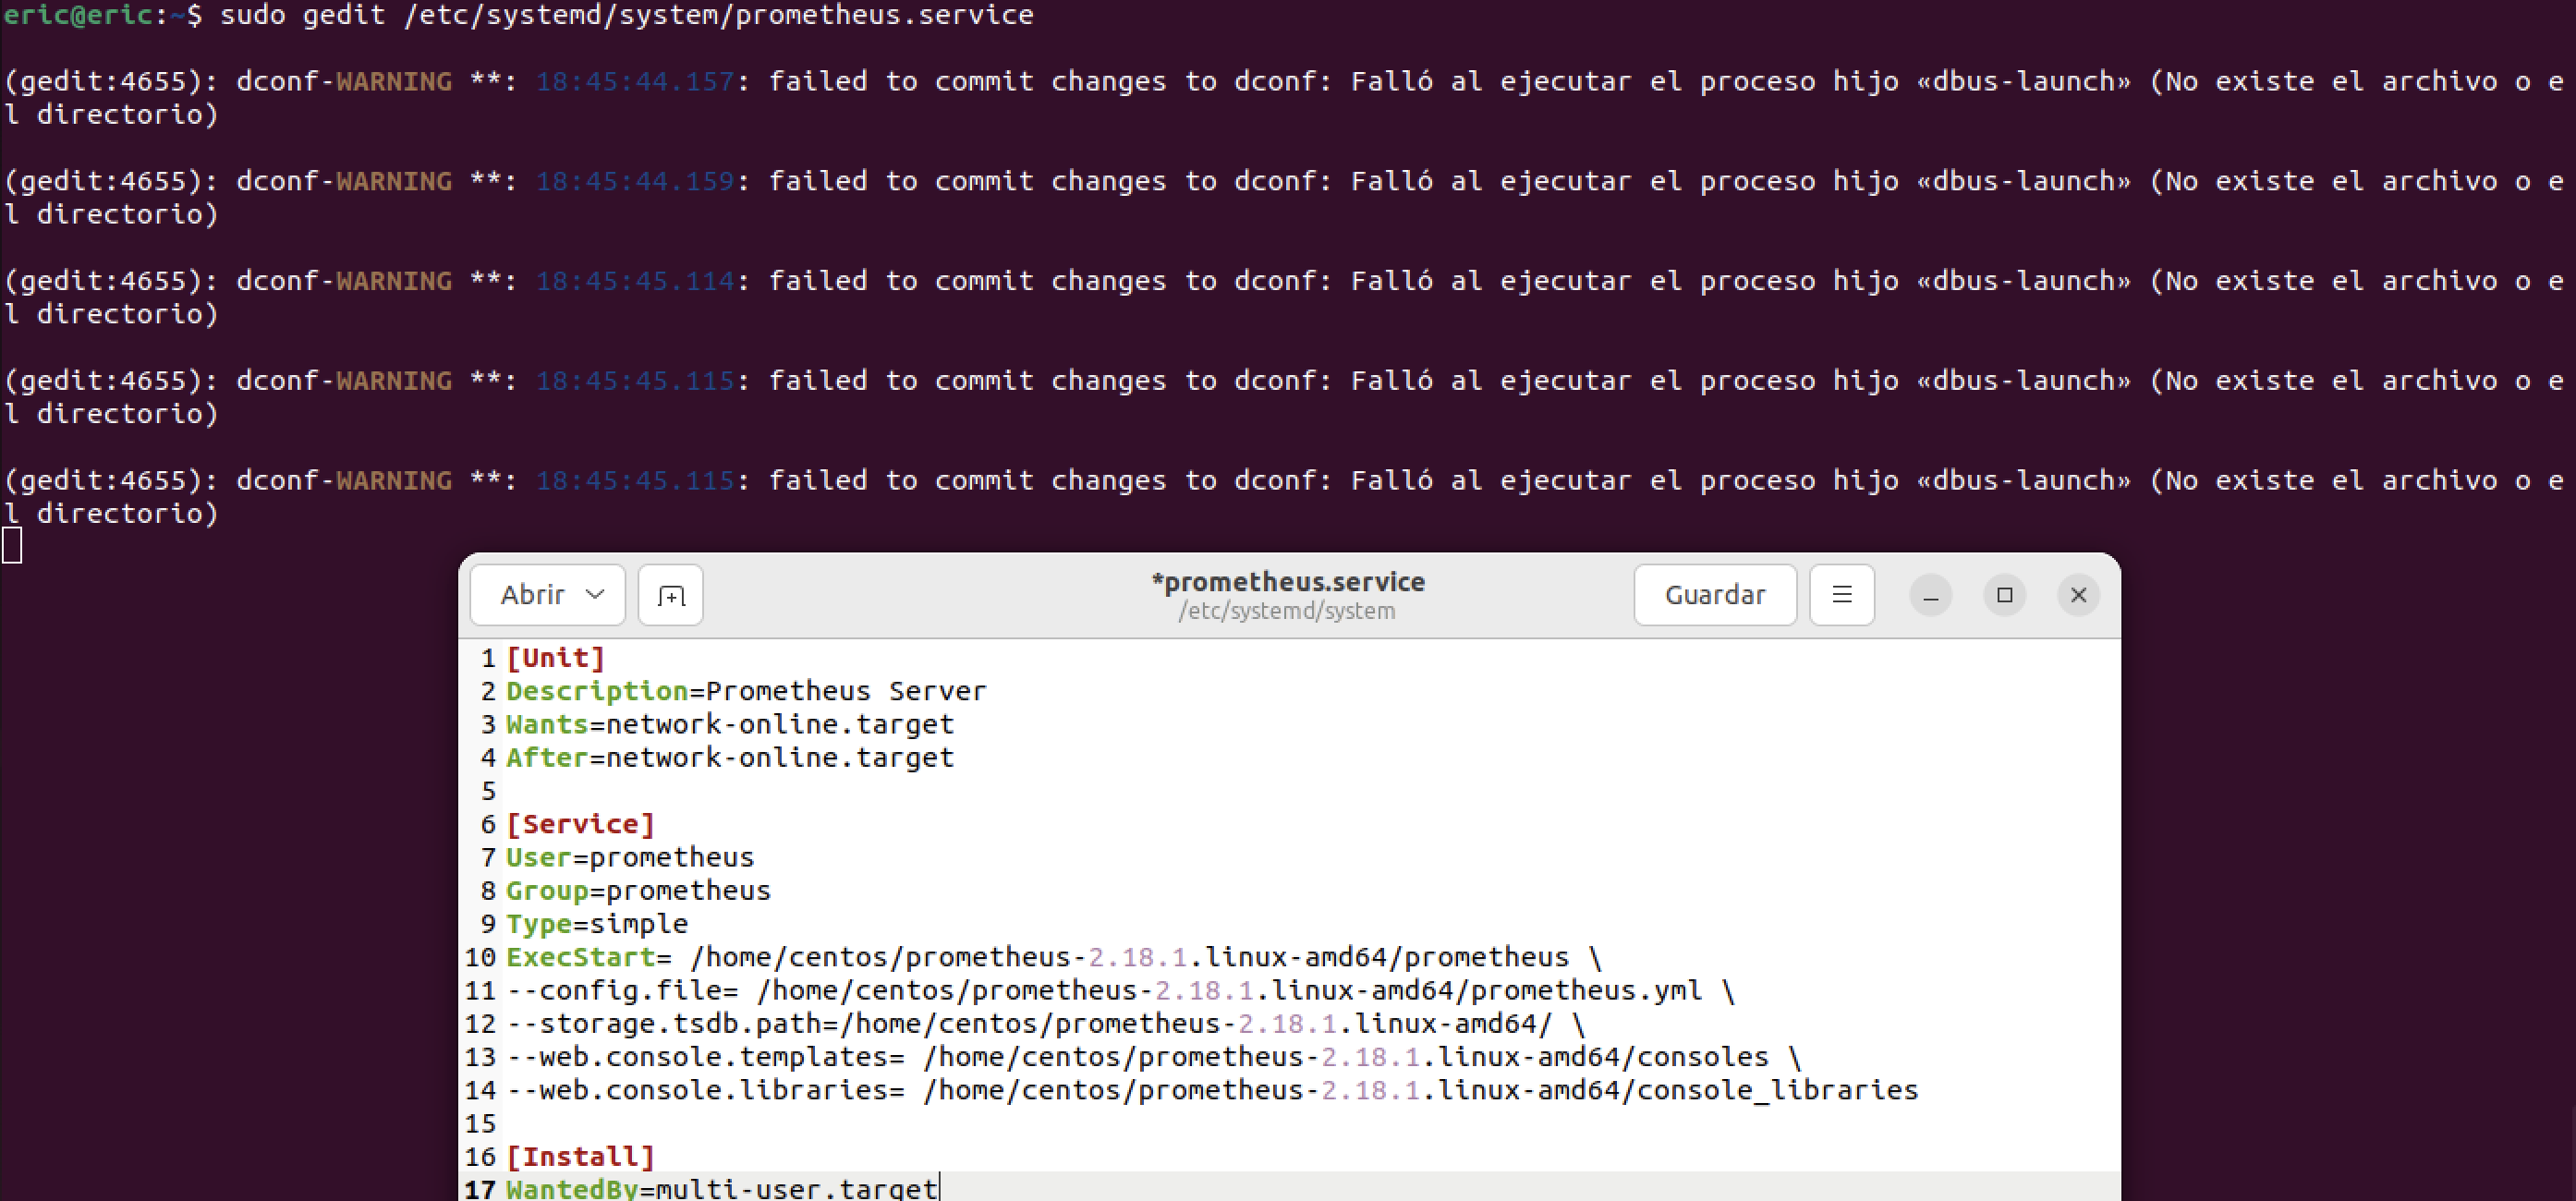 eric@eric:~$ sudo gedit /etc/systemd/system/prometheus.service
(gedit:4655): dconf-WARNING **: 18:45:44.157: failed to commit changes to dconf: Falló al ejecutar el proceso hijo «dbus-launch» (No existe el archivo o e
l directorio)
(gedit:4655): dconf-WARNING **: 18:45:44.159: failed to commit changes to dconf: Falló al ejecutar el proceso hijo «dbus-launch» (No existe el archivo o e
l directorio)
(gedit:4655): dconf-WARNING **: 18:45:45.114: failed to commit changes to dconf: Falló al ejecutar el proceso hijo «dbus-launch» (No existe el archivo o e
l directorio)
(gedit:4655): dconf-WARNING **: 18:45:45.115: failed to commit changes to dconf: Falló al ejecutar el proceso hijo «dbus-launch» (No existe el archivo o e
l directorio)
(gedit:4655): dconf-WARNING **: 18:45:45.115: failed to commit changes to dconf: Falló al ejecutar el proceso hijo «dbus-launch» (No existe el archivo o e
l directorio)
Abrir
*prometheus.service
/etc/systemd/system
Guardar
1 [Unit]
2 Description=Prometheus Server
3 Wants=network-online.target
4 After=network-online.target
5
6 [Service]
7 User=prometheus
8 Group=prometheus
9 Type=simple
10 ExecStart= /home/centos/prometheus-2.18.1.linux-amd64/prometheus \
11 --config.file= /home/centos/prometheus-2.18.1.linux-amd64/prometheus.yml \
12 --storage.tsdb.path=/home/centos/prometheus-2.18.1.linux-amd64/ \
13 --web.console.templates= /home/centos/prometheus-2.18.1.linux-amd64/consoles \
14 --web.console.libraries= /home/centos/prometheus-2.18.1.linux-amd64/console_libraries
15
16 [Install]
17 WantedBy=multi-user.target